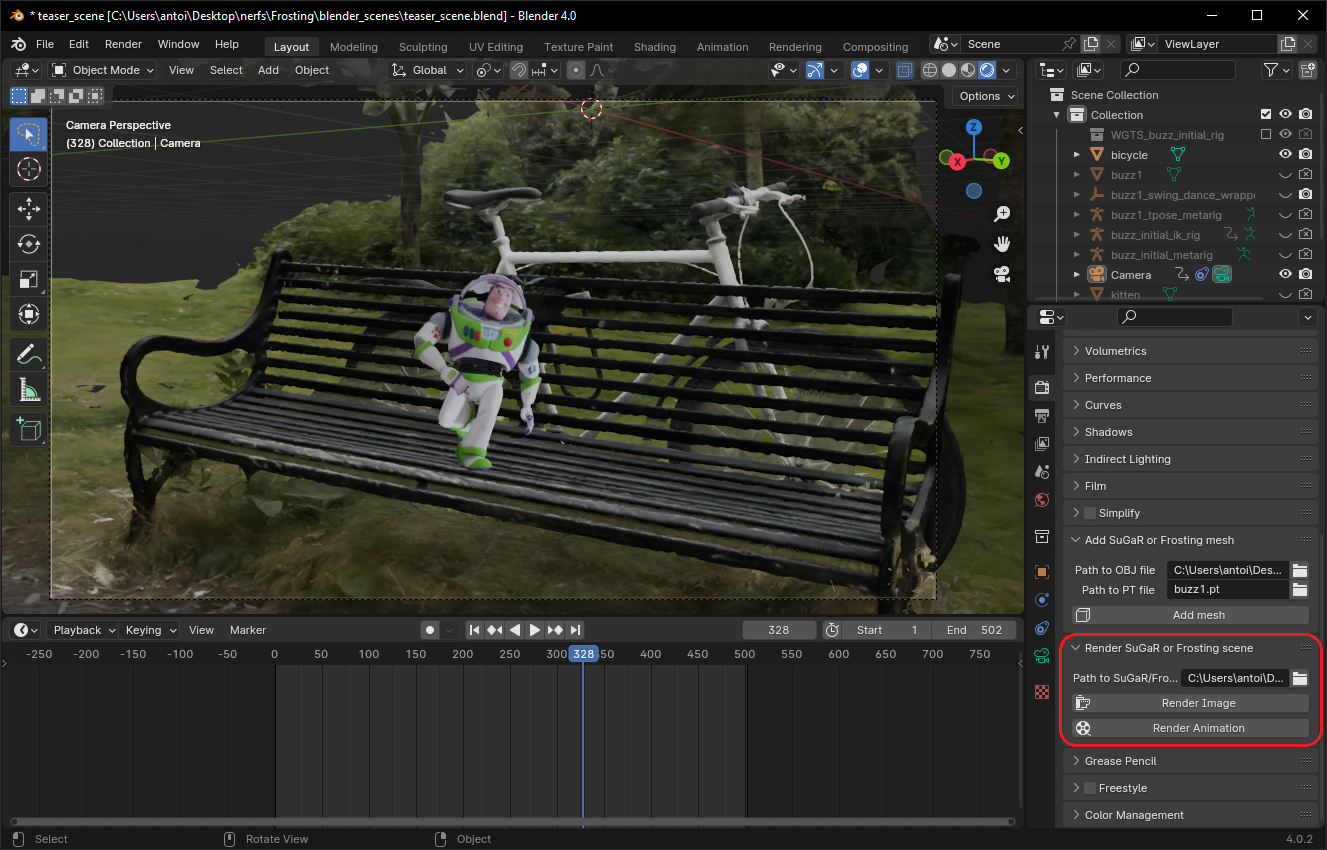 * teaser_scene [C:\Users\antoi\Desktop\nerfs\Frosting\blender_scenes\teaser_scene.blend] - Blender 4.0
File Edit Render Window Help Layout Modeling Sculpting UV Editing Texture Paint Shading Animation Rendering Compositing Scene ViewLayer
Object Mode View Select Add Object Global
Options
Camera Perspective
(328) Collection | Camera
Z
X
Y
Scene Collection
Collection
WGTS_buzz_initial_rig
bicycle
buzz1
buzz1_swing_dance_wrappe
buzz1_tpose_metarig
buzz_initial_ik_rig
buzz_initial_metarig
Camera
kitten
Volumetrics
Performance
Curves
Shadows
Indirect Lighting
Film
Simplify
Add SuGaR or Frosting mesh
Path to OBJ file C:\Users\antoi\Des...
Path to PT file buzz1.pt
Add mesh
Render SuGaR or Frosting scene
Path to SuGaR/Fro... C:\Users\antoi\D...
Render Image
Render Animation
Grease Pencil
Freestyle
Color Management
Playback Keying View Marker 328 Start 1 End 502
-250 -200 -150 -100 -50 0 50 100 150 200 250 300 328 50 400 450 500 550 600 650 700 750
Select Rotate View Object 4.0.2